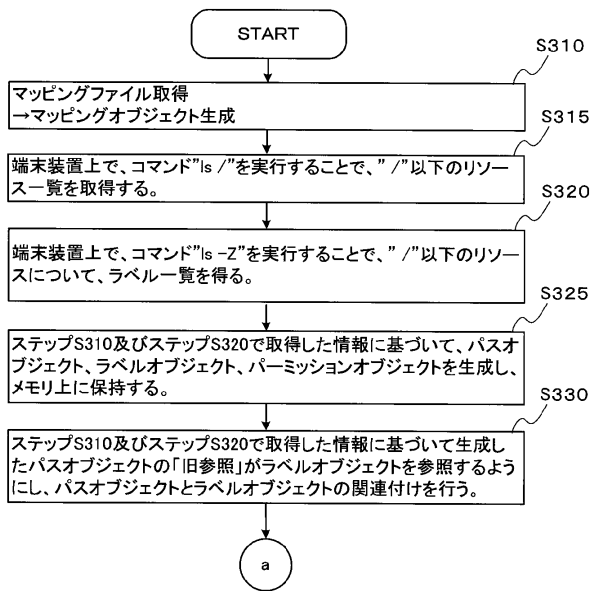 START
S310
マッピングファイル取得
→マッピングオブジェクト生成
S315
端末装置上で、コマンド”ls /”を実行することで、” /”以下のリソー
ス一覧を取得する。
S320
端末装置上で、コマンド”ls －Z”を実行することで、” /”以下のリソー
スについて、ラベル一覧を得る。
S325
ステップS310及びステップS320で取得した情報に基づいて、パスオ
ブジェクト、ラベルオブジェクト、パーミッションオブジェクトを生成し、
メモリ上に保持する。
S330
ステップS310及びステップS320で取得した情報に基づいて生成し
たパスオブジェクトの「旧参照」がラベルオブジェクトを参照するよう
にし、パスオブジェクトとラベルオブジェクトの関連付けを行う。
a